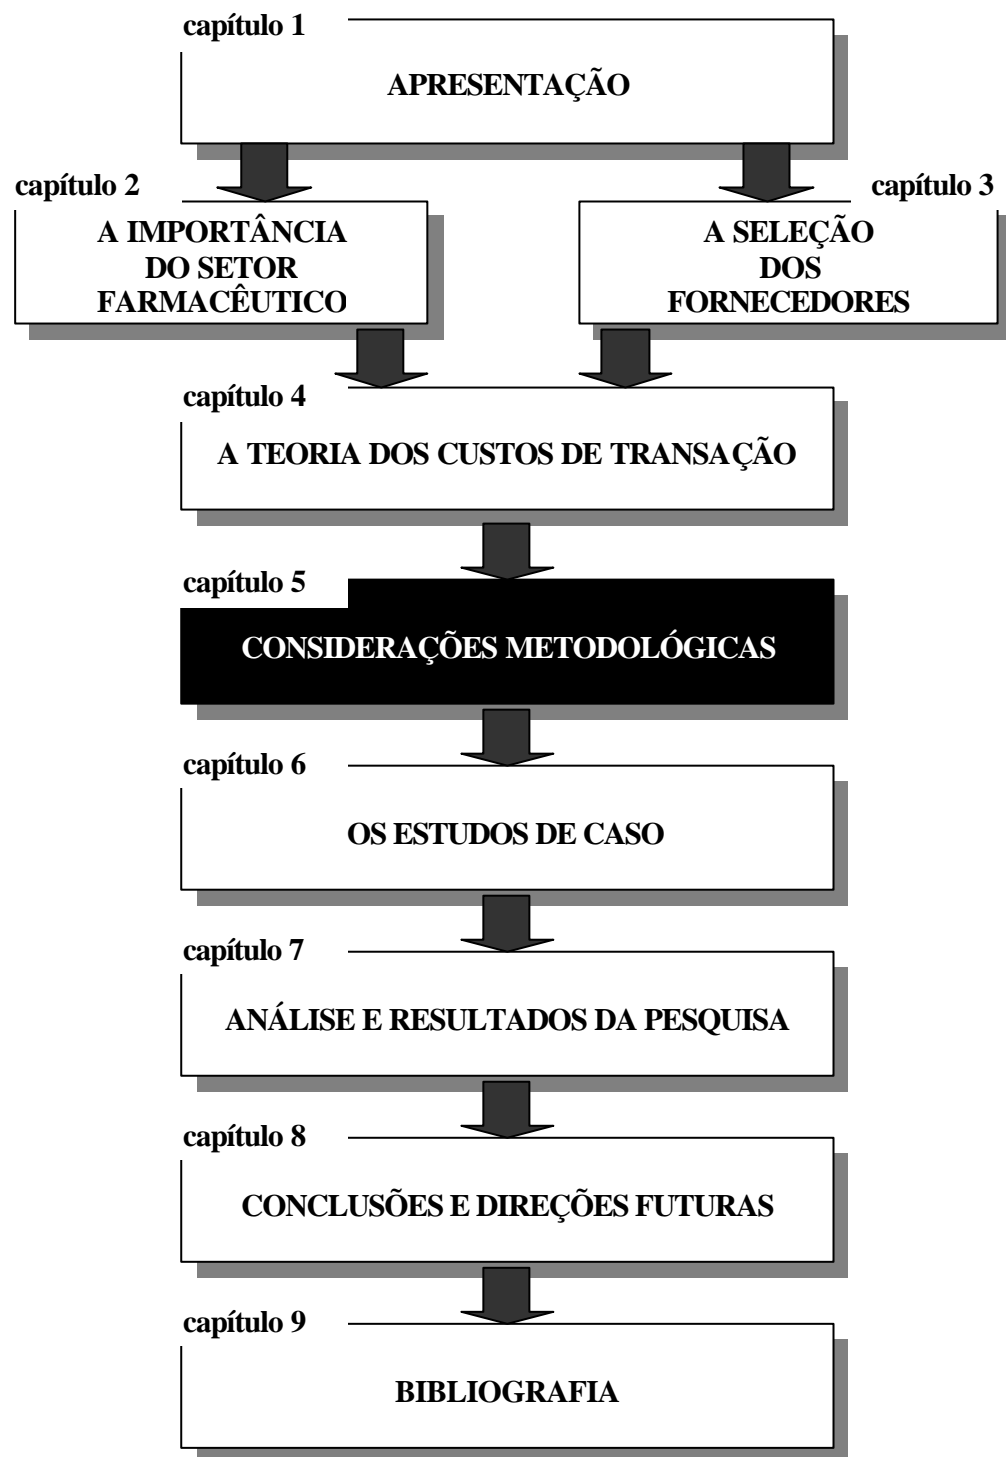 capítulo 1
APRESENTAÇÃO
capítulo 2
A IMPORTÂNCIA
DO SETOR
FARMACÊUTICO
capítulo 3
A SELEÇÃO
DOS
FORNECEDORES
capítulo 4
A TEORIA DOS CUSTOS DE TRANSAÇÃO
capítulo 5
CONSIDERAÇÕES METODOLÓGICAS
capítulo 6
OS ESTUDOS DE CASO
capítulo 7
ANÁLISE E RESULTADOS DA PESQUISA
capítulo 8
CONCLUSÕES E DIREÇÕES FUTURAS
capítulo 9
BIBLIOGRAFIA